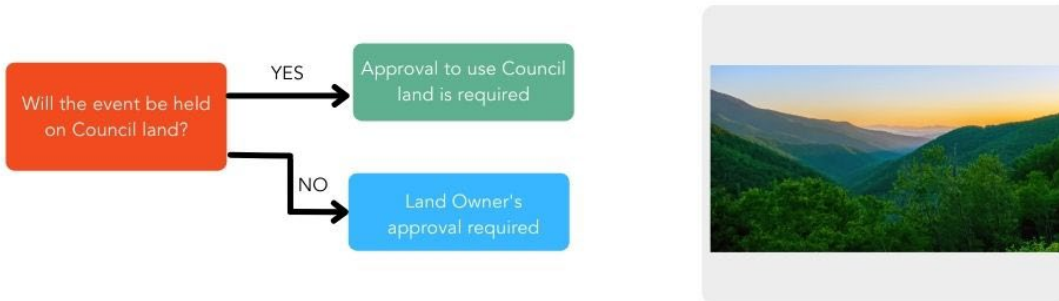 Will the event be held
on Council land?
YES
Approval to use Council
land is required
NO
Land Owner's
approval required